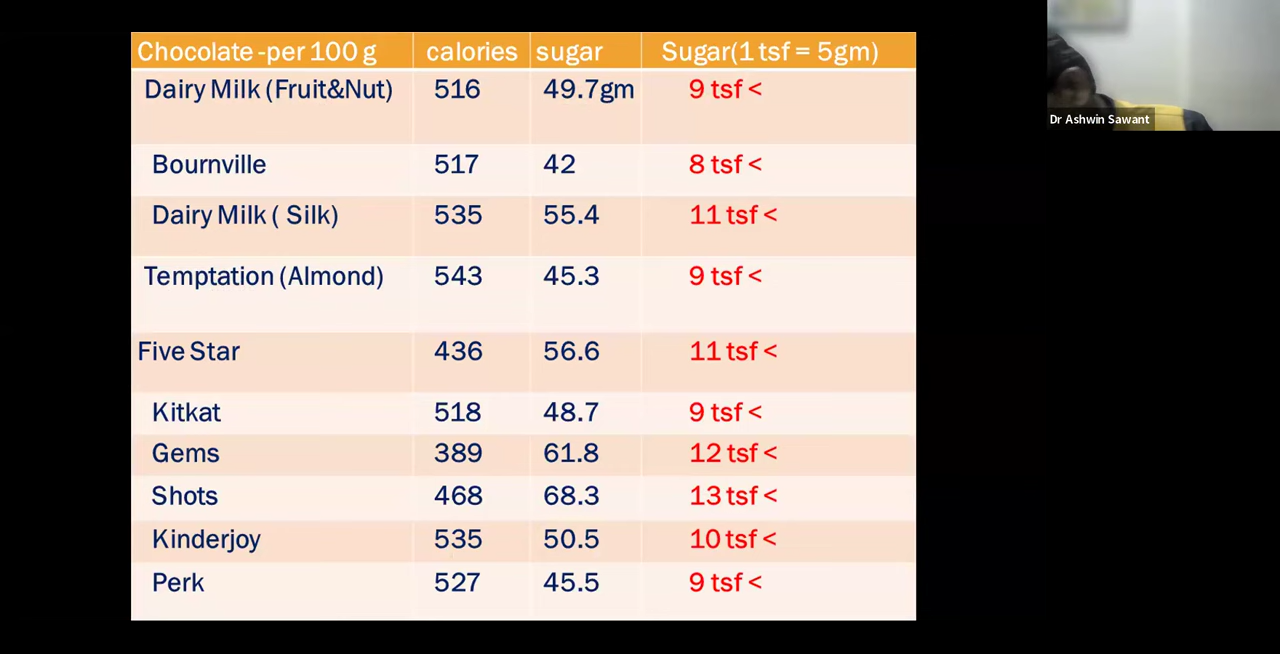 Chocolate -per 100 g calories sugar Sugar(1 tsf = 5gm)
Dairy Milk (Fruit&Nut) 516 49.7gm 9 tsf <
Bournville 517 42 8 tsf <
Dairy Milk ( Silk) 535 55.4 11 tsf <
Temptation (Almond) 543 45.3 9 tsf <
Five Star 436 56.6 11 tsf <
Kitkat 518 48.7 9 tsf <
Gems 389 61.8 12 tsf <
Shots 468 68.3 13 tsf <
Kinderjoy 535 50.5 10 tsf <
Perk 527 45.5 9 tsf <
Dr Ashwin Sawant